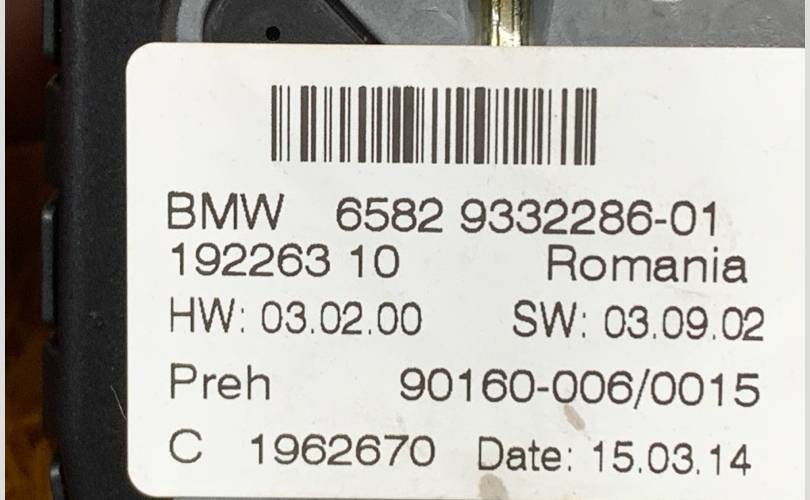 BMW 6582 9332286-01
192263 10 Romania
HW: 03.02.00 SW: 03.09.02
Preh 90160-006/0015
C 1962670 Date: 15.03.14